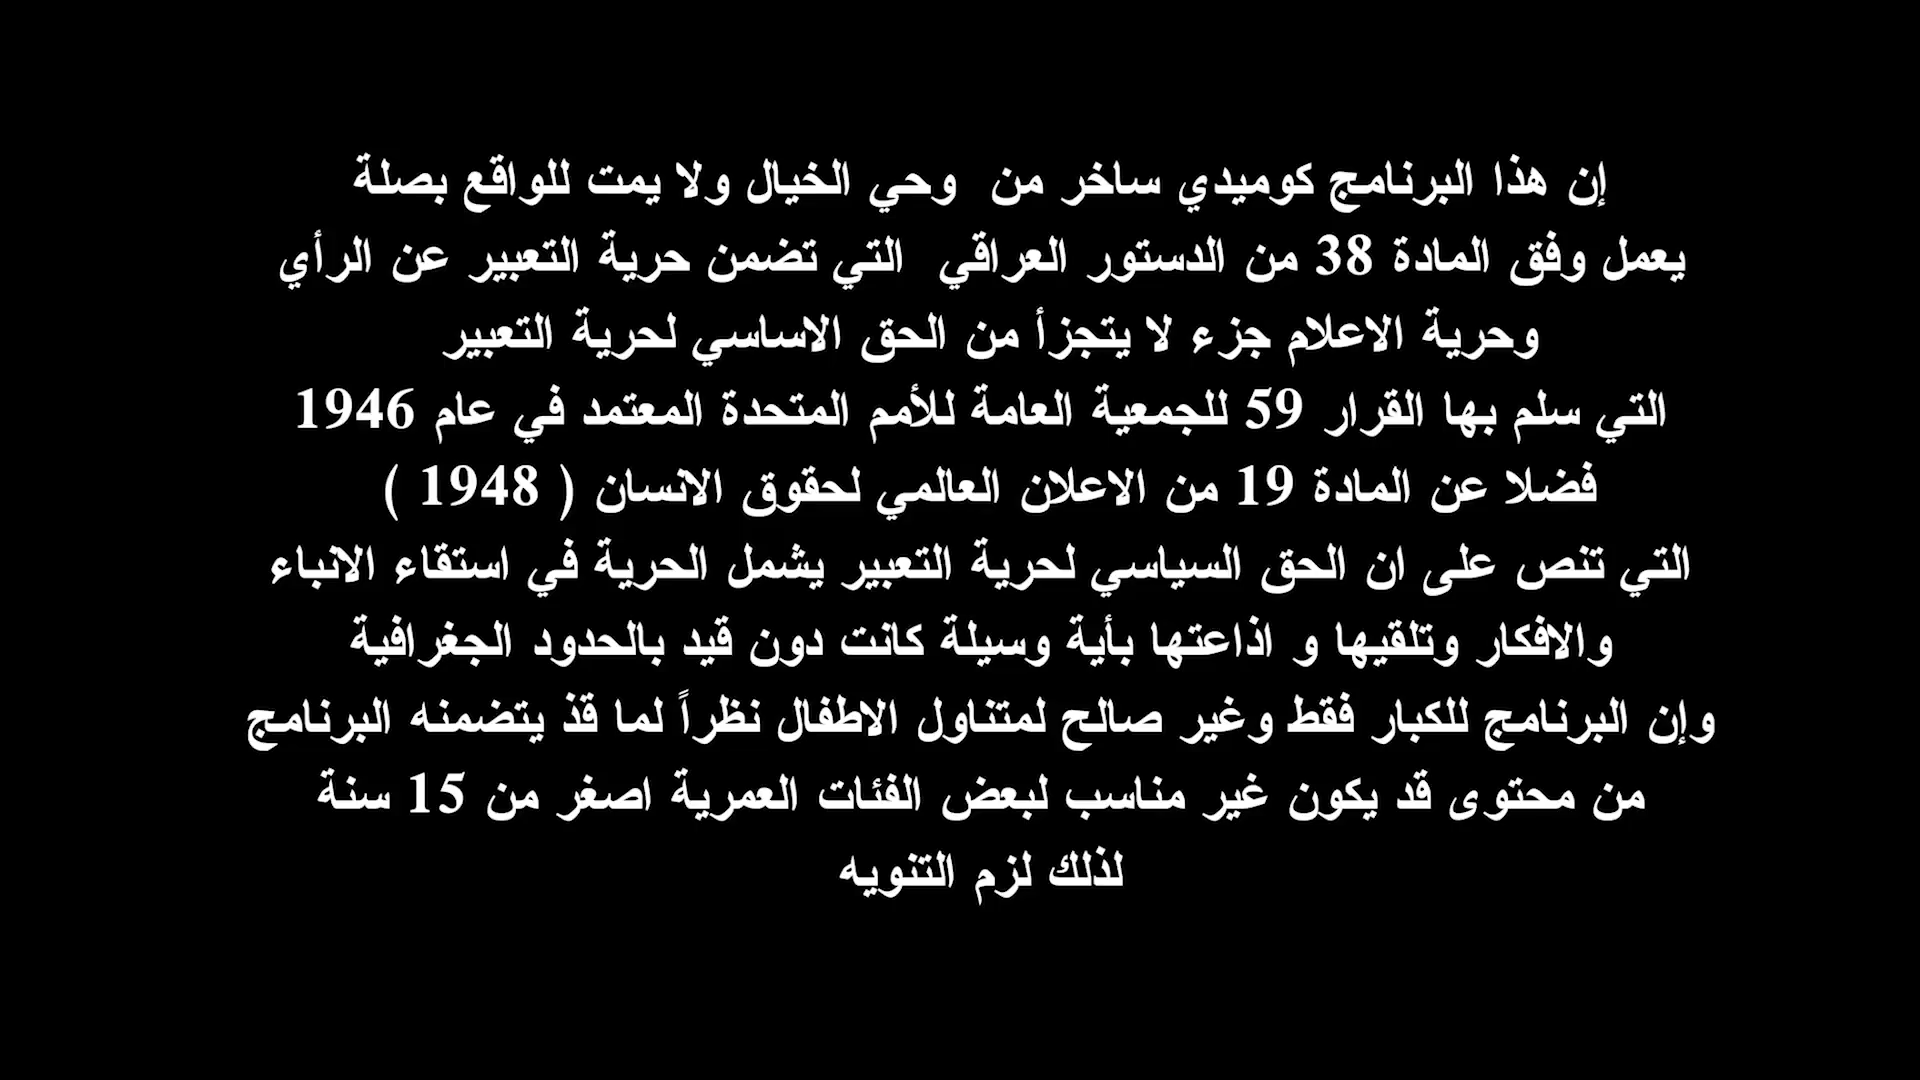 إن هذا البرنامج كوميدي ساخر من وحي الخيال ولا يمت للواقع بصلة
يعمل وفق المادة 38 من الدستور العراقي التي تضمن حرية التعبير عن الرأي
وحرية الاعلام جزء لا يتجزأ من الحق الاساسي لحرية التعبير
التي سلم بها القرار 59 للجمعية العامة للأمم المتحدة المعتمد في عام 1946
فضلا عن المادة 19 من الاعلان العالمي لحقوق الانسان ( 1948 )
التي تنص على ان الحق السياسي لحرية التعبير يشمل الحرية في استقاء الانباء
والافكار وتلقيها و اذاعتها بأية وسيلة كانت دون قيد بالحدود الجغرافية
وإن البرنامج للكبار فقط وغير صالح لمتناول الاطفال نظراً لما قذ يتضمنه البرنامج
من محتوى قد يكون غير مناسب لبعض الفئات العمرية اصغر من 15 سنة
لذلك لزم التنويه